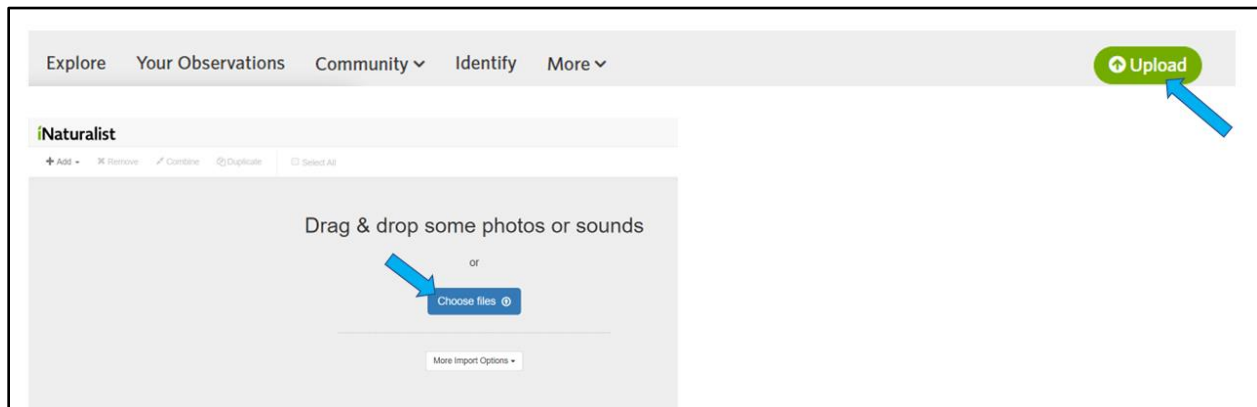 Explore Your Observations Community Identify More Upload
iNaturalist
Add Remove Combine Duplicate Select All
Drag & drop some photos or sounds
or
Choose files
More Import Options